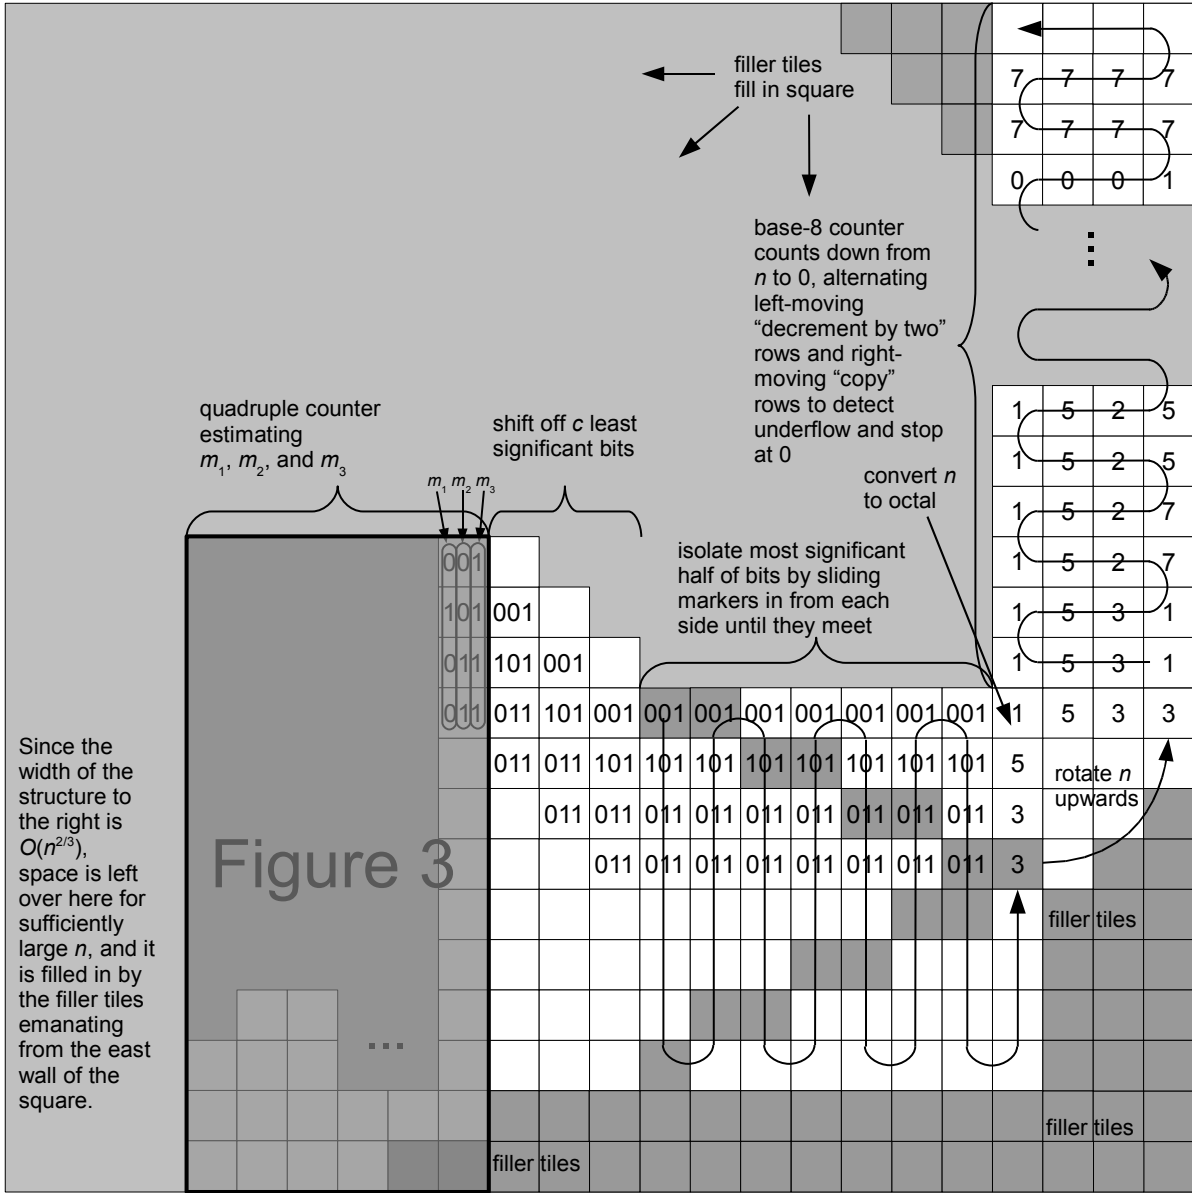 filler tiles
fill in square
7 7 7 7
7 7 7 7
0 0 0 1
base-8 counter
counts down from
n to 0, alternating
left-moving
“decrement by two”
rows and right-
moving “copy”
rows to detect
underflow and stop
at 0
...
quadruple counter
estimating
m1, m2, and m3
shift off c least
significant bits
convert n
to octal
m1 m2 m3
isolate most significant
half of bits by sliding
markers in from each
side until they meet
1 5 2 5
1 5 2 5
1 5 2 7
1 5 2 7
1 5 3 1
1 5 3 1
001
101 001
011 101 001
011 011 101 001 001 001 001 001 001 001 001 1 5 3 3
011 011 101 101 101 101 101 101 101 101 5
011 011 011 011 011 011 011 011 011 3
011 011 011 011 011 011 011 011 3
rotate n
upwards
Since the
width of the
structure to
the right is
O(n2/3),
space is left
over here for
sufficiently
large n, and it
is filled in by
the filler tiles
emanating
from the east
wall of the
square.
Figure 3
...
filler tiles
filler tiles
filler tiles